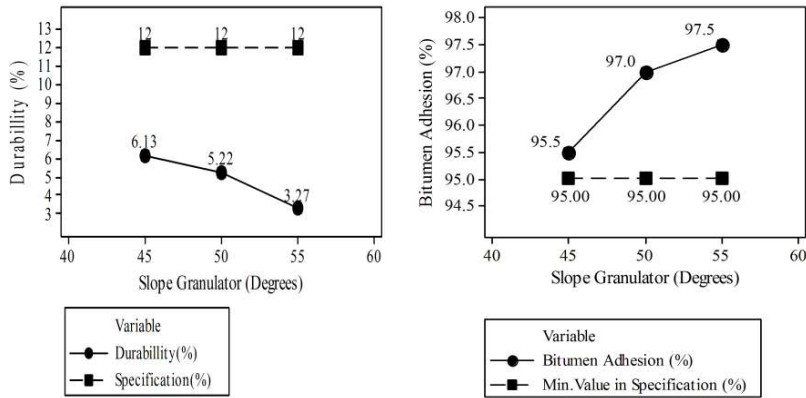 13
12
11
10
9
8
7
6
5
4
3
Durabillity (%)
12 12 12
6.13
5.22
3.27
40 45 50 55 60
Slope Granulator (Degrees)
Variable
Durabillity(%)
Specification(%)
98.0
97.5
97.0
96.5
96.0
95.5
95.0
94.5
Bitumen Adhesion (%)
95.5
97.0
97.5
95.00 95.00 95.00
40 45 50 55 60
Slope Granulator (Degrees)
Variable
Bitumen Adhesion (%)
Min.Value in Specification (%)